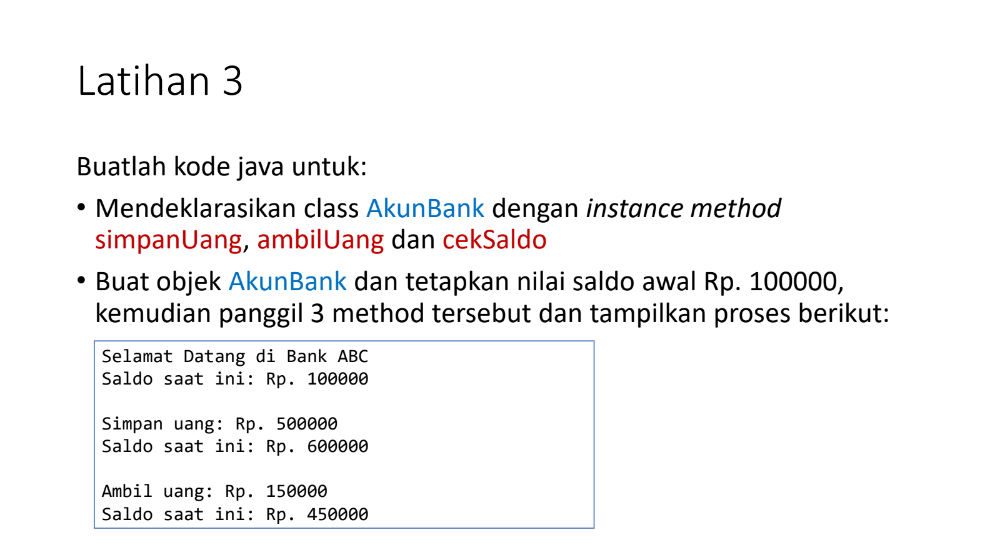 Latihan 3
Buatlah kode java untuk:
• Mendeklarasikan class AkunBank dengan instance method
simpanUang, ambilUang dan cekSaldo
• Buat objek AkunBank dan tetapkan nilai saldo awal Rp. 100000,
kemudian panggil 3 method tersebut dan tampilkan proses berikut:
Selamat Datang di Bank ABC
Saldo saat ini: Rp. 100000
Simpan uang: Rp. 500000
Saldo saat ini: Rp. 600000
Ambil uang: Rp. 150000
Saldo saat ini: Rp. 450000